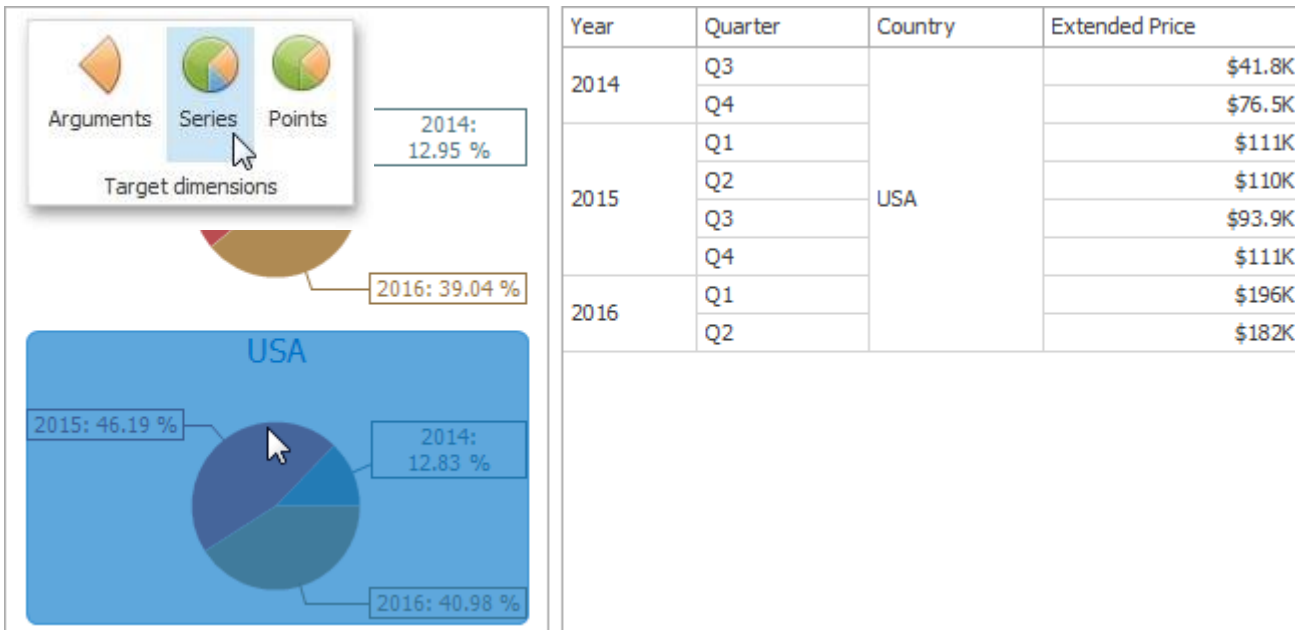 Arguments Series Points
Target dimensions
2014:
12.95 %
2016: 39.04 %
USA
2015: 46.19 %
2014:
12.83 %
2016: 40.98 %
Year Quarter Country Extended Price
2014 Q3 USA $41.8K
Q4 $76.5K
2015 Q1 $111K
Q2 $110K
Q3 $93.9K
Q4 $111K
2016 Q1 $196K
Q2 $182K